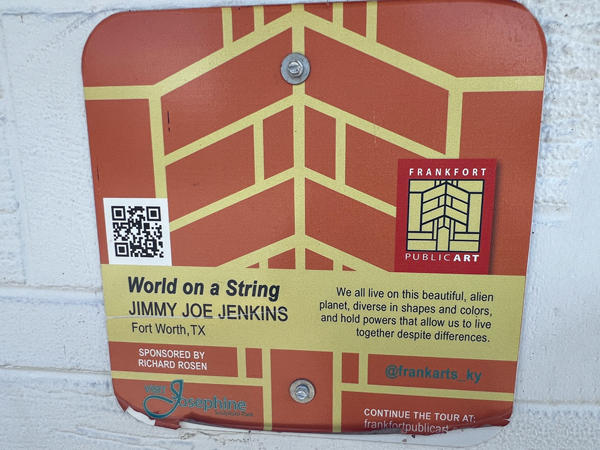 FRANKFORT
PUBLIC ART
World on a String
JIMMY JOE JENKINS
Fort Worth, TX
We all live on this beautiful, alien
planet, diverse in shapes and colors,
and hold powers that allow us to live
together despite differences.
SPONSORED BY
RICHARD ROSEN
@frankarts_ky
Josephine
CONTINUE THE TOUR AT:
frankfortpublicart